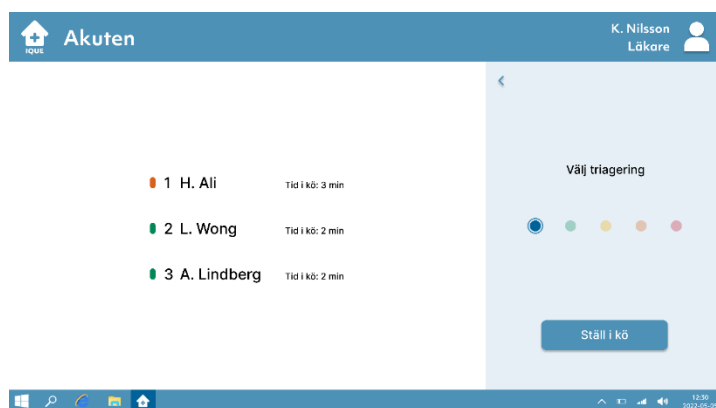 IQUE
Akuten
K. Nilsson
Läkare
1 H. Ali Tid i kö: 3 min
2 L. Wong Tid i kö: 2 min
3 A. Lindberg Tid i kö: 2 min
Välj triagering
Ställ i kö
12:30